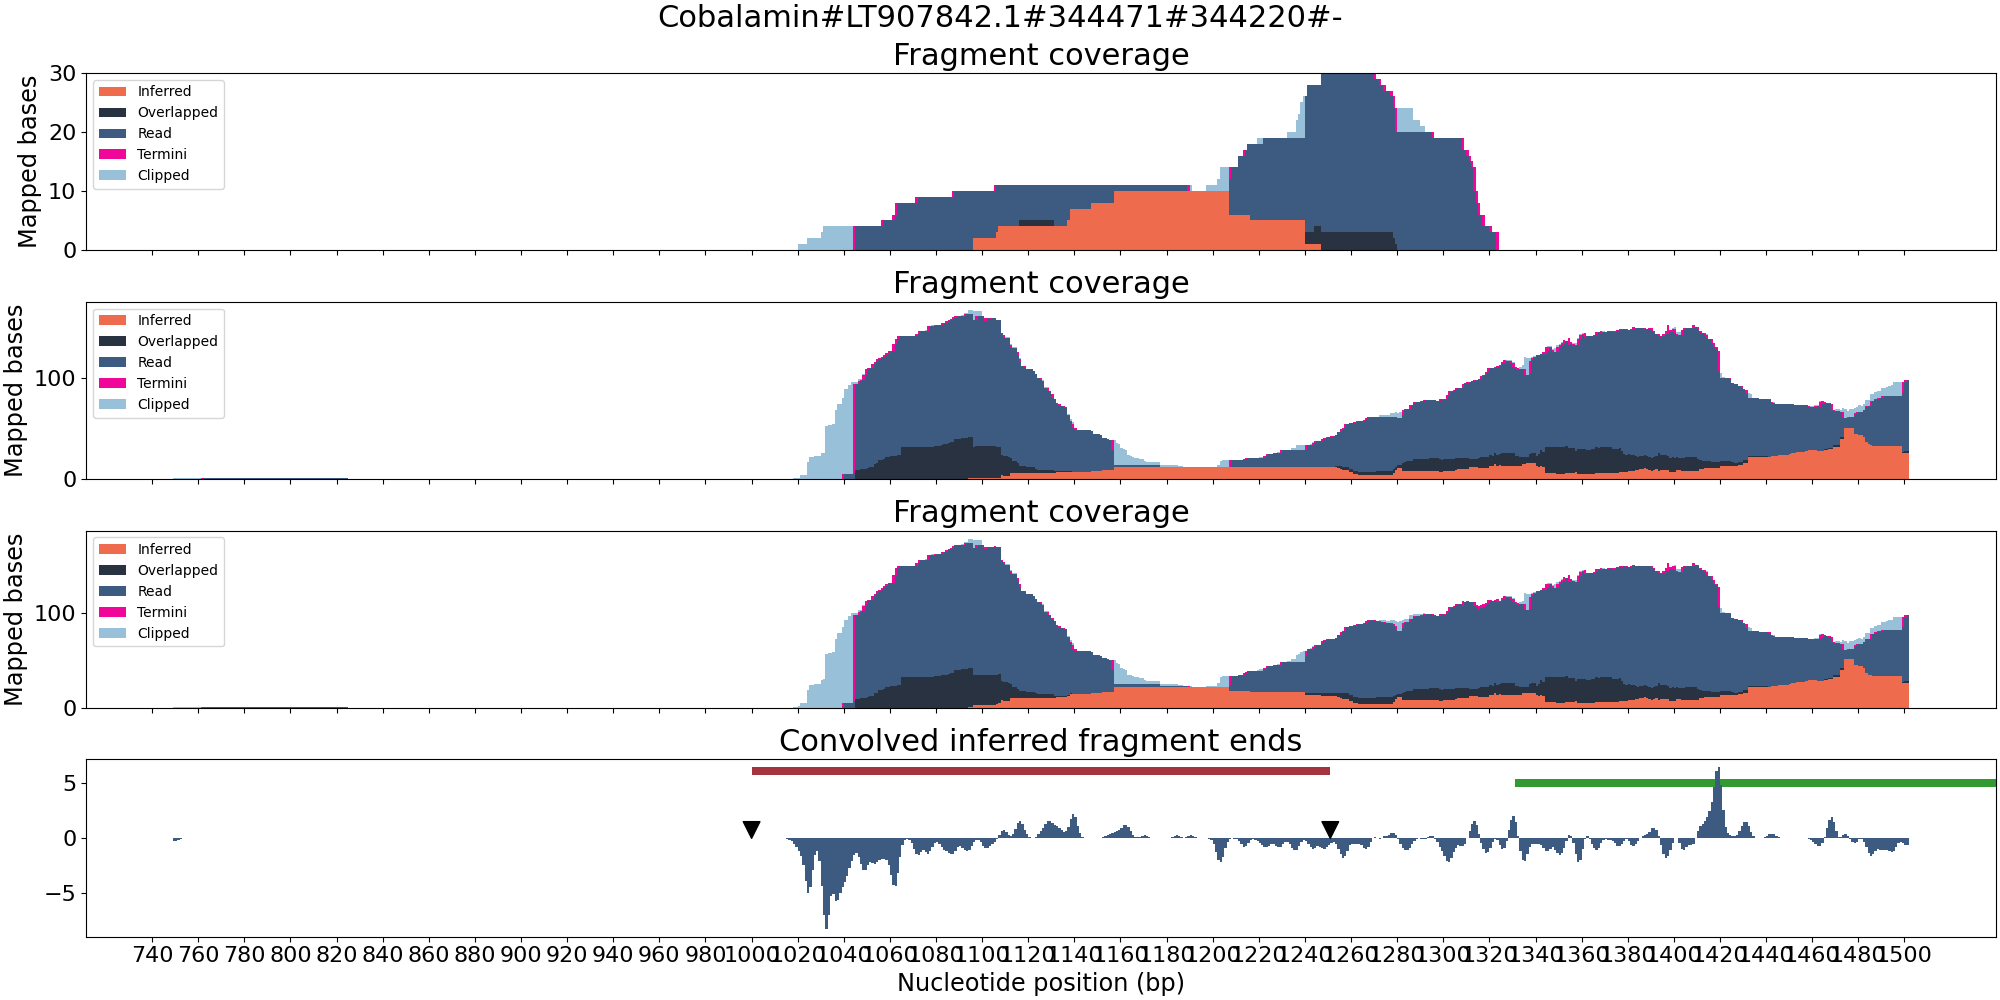 Cobalamin#LT907842.1#344471#344220#-
Fragment coverage
Mapped bases
30
20
10
0
Inferred
Overlapped
Read
Termini
Clipped
Fragment coverage
Mapped bases
100
0
Inferred
Overlapped
Read
Termini
Clipped
Fragment coverage
Mapped bases
100
0
Inferred
Overlapped
Read
Termini
Clipped
Convolved inferred fragment ends
5
0
−5
740 760 780 800 820 840 860 880 900 920 940 960 980 1000 1020 1040 1060 1080 1100 1120 1140 1160 1180 1200 1220 1240 1260 1280 1300 1320 1340 1360 1380 1400 1420 1440 1460 1480 1500
Nucleotide position (bp)